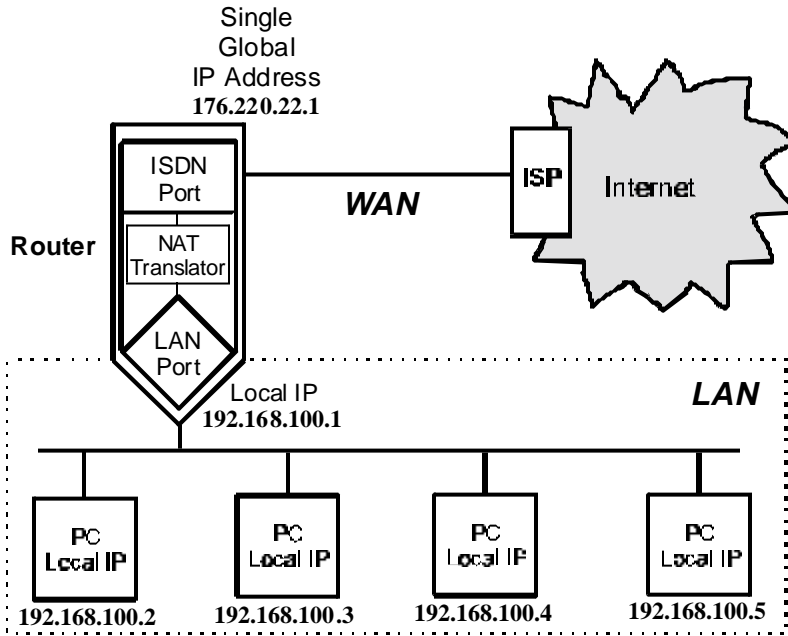 Single
Global
IP Address
176.220.22.1
ISDN
Port
WAN
ISP
Internet
Router
NAT
Translator
LAN
Port
Local IP
192.168.100.1
LAN
PC
Local IP
192.168.100.2
PC
Local IP
192.168.100.3
PC
Local IP
192.168.100.4
PC
Local IP
192.168.100.5